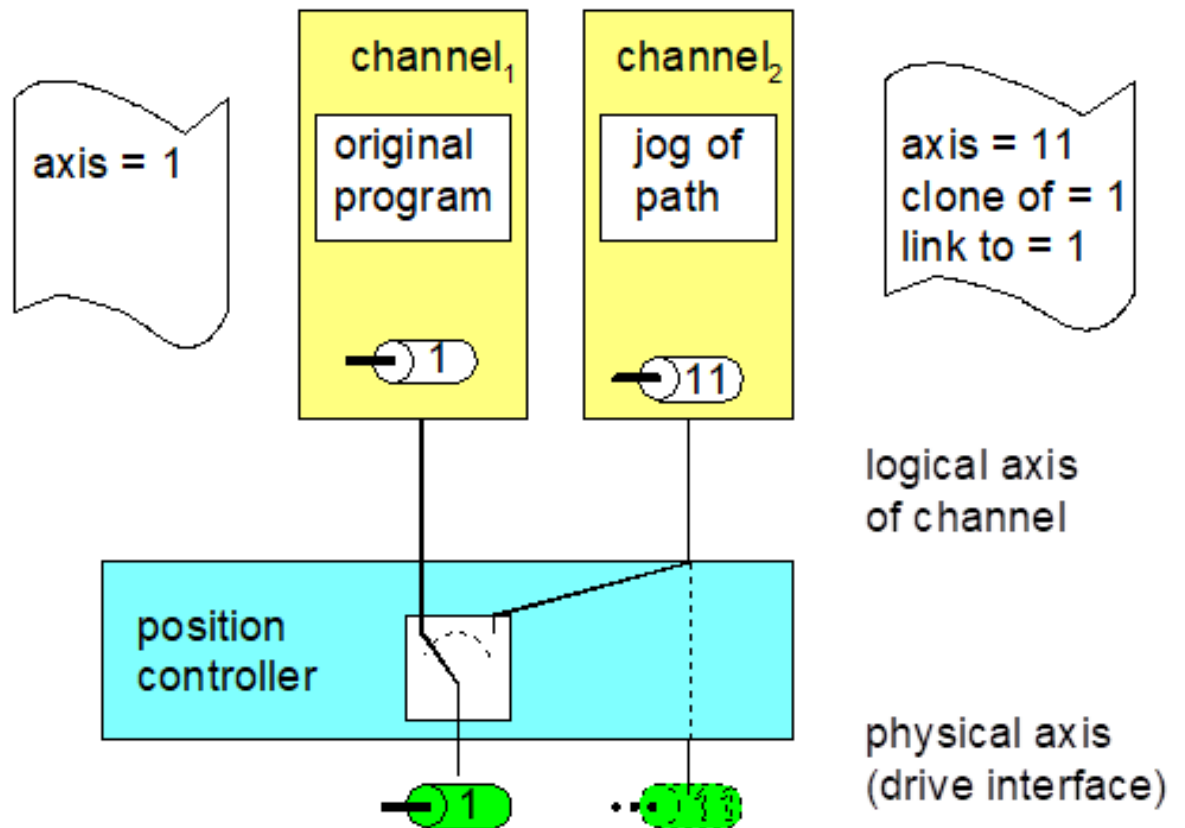 channel1
channel2
axis = 1
original
program
jog of
path
axis = 11
clone of = 1
link to = 1
1
11
logical axis
of channel
position
controller
physical axis
(drive interface)
1
11